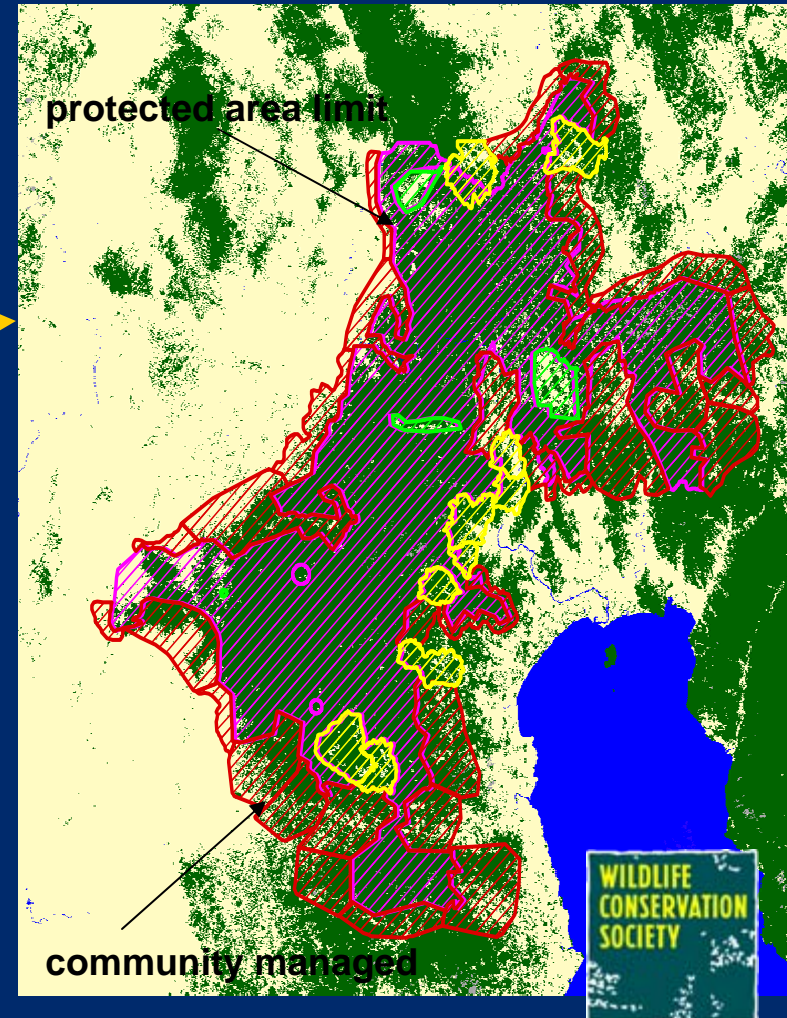 protected area limit
community managed
WILDLIFE
CONSERVATION
SOCIETY